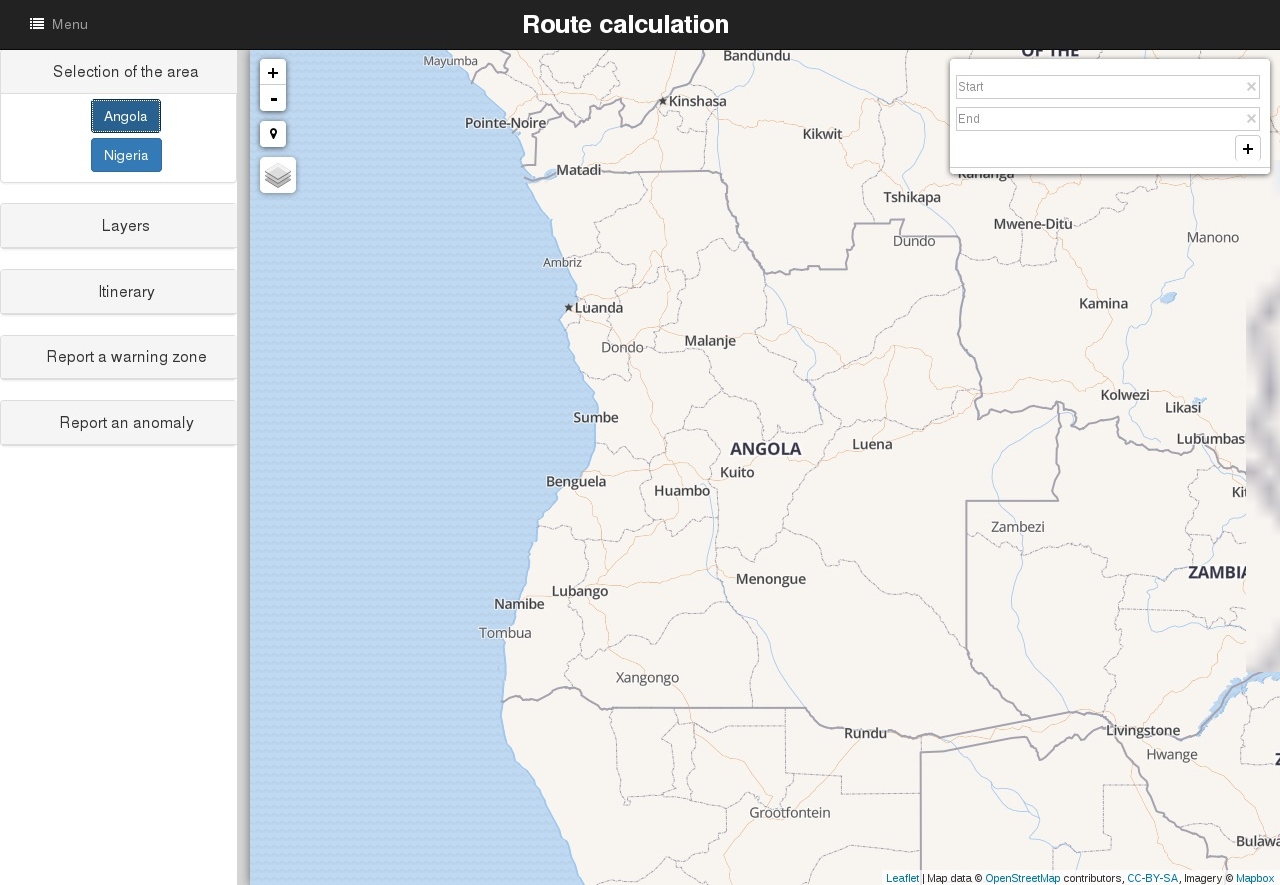 Menu
Route calculation
Selection of the area
Angola
Nigeria
Layers
Itinerary
Report a warning zone
Report an anomaly
+
-
Start ×
End ×
+
Mayumba
Bandundu
OF THE
Kinshasa
Pointe-Noire
Kikwit
Matadi
Kananga
Tshikapa
Mwene-Ditu
Dundo
Manono
Ambriz
Kamina
Luanda
Dondo
Malanje
Kolwezi
Likasi
Sumbe
Lubumbas
ANGOLA
Luena
Kuito
Benguela
Huambo
Kit
Zambezi
ZAMBIA
Menongue
Lubango
Namibe
Tombua
Xangongo
Rundu
Livingstone
Hwange
Z
Grootfontein
Bulawa
Leaflet | Map data © OpenStreetMap contributors, CC-BY-SA, Imagery © Mapbox